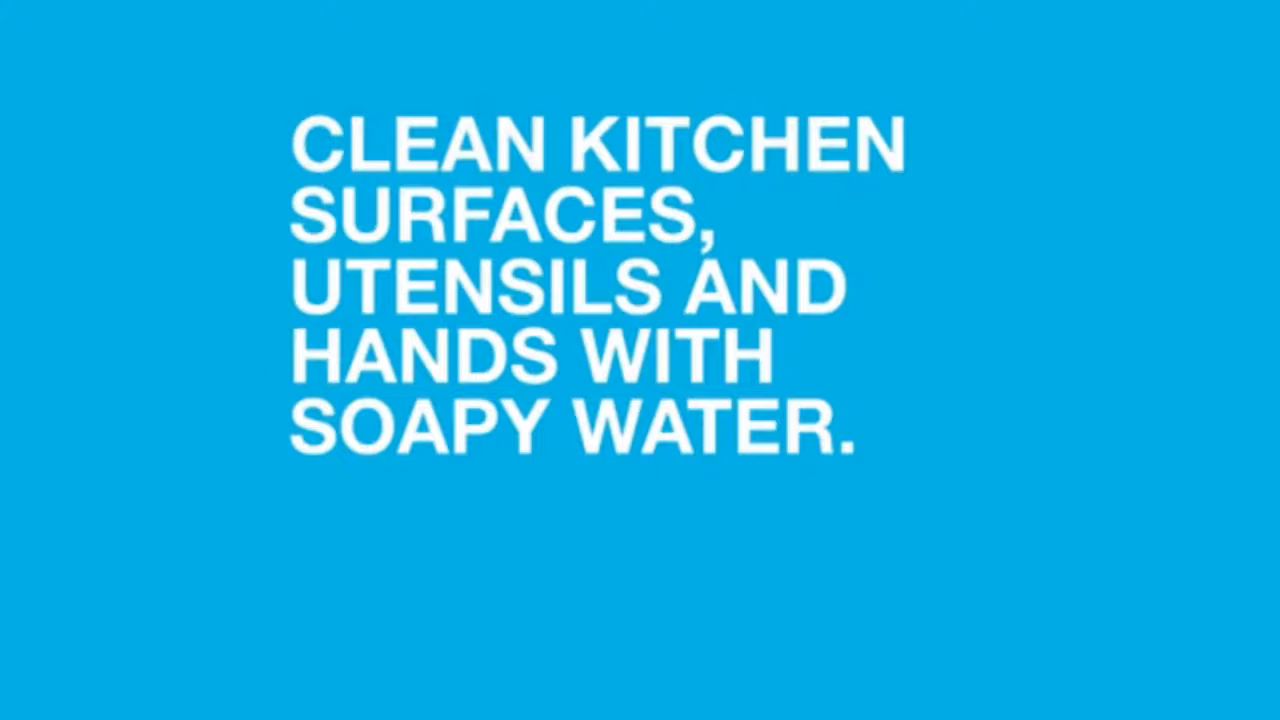 CLEAN KITCHEN
SURFACES,
UTENSILS AND
HANDS WITH
SOAPY WATER.